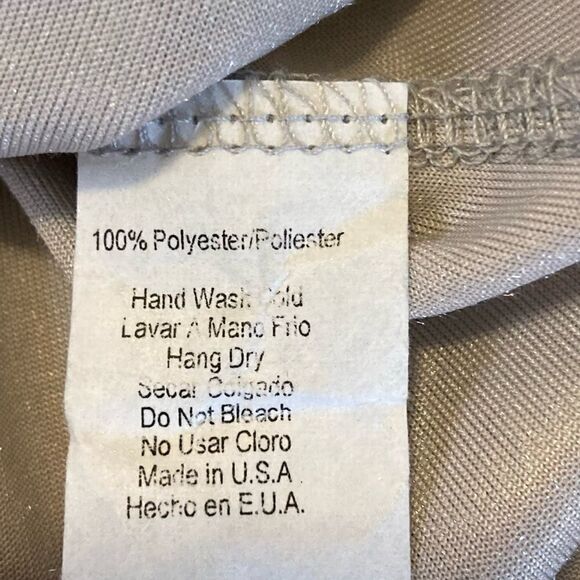 100% Polyester/Poliester
Hand Wash Cold
Lavar A Mano Frio
Hang Dry
Secar Colgado
Do Not Bleach
No Usar Cloro
Made in U.S.A
Hecho en E.U.A.